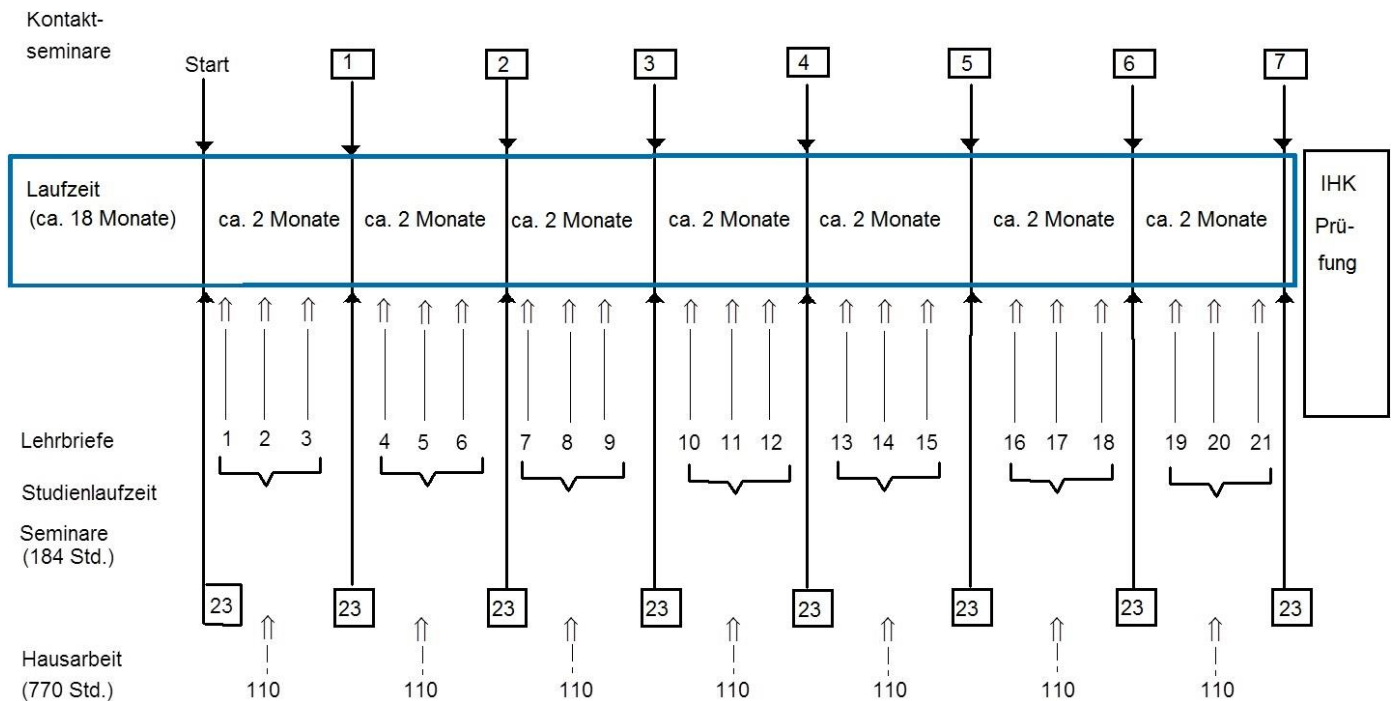 Kontakt-
seminare
Start 1 2 3 4 5 6 7
Laufzeit
(ca. 18 Monate)
ca. 2 Monate ca. 2 Monate ca. 2 Monate ca. 2 Monate ca. 2 Monate ca. 2 Monate ca. 2 Monate
IHK
Prü-
fung
Lehrbriefe 1 2 3 4 5 6 7 8 9 10 11 12 13 14 15 16 17 18 19 20 21
Studienlaufzeit
Seminare
(184 Std.)
23 23 23 23 23 23 23 23
Hausarbeit
(770 Std.) 110 110 110 110 110 110 110